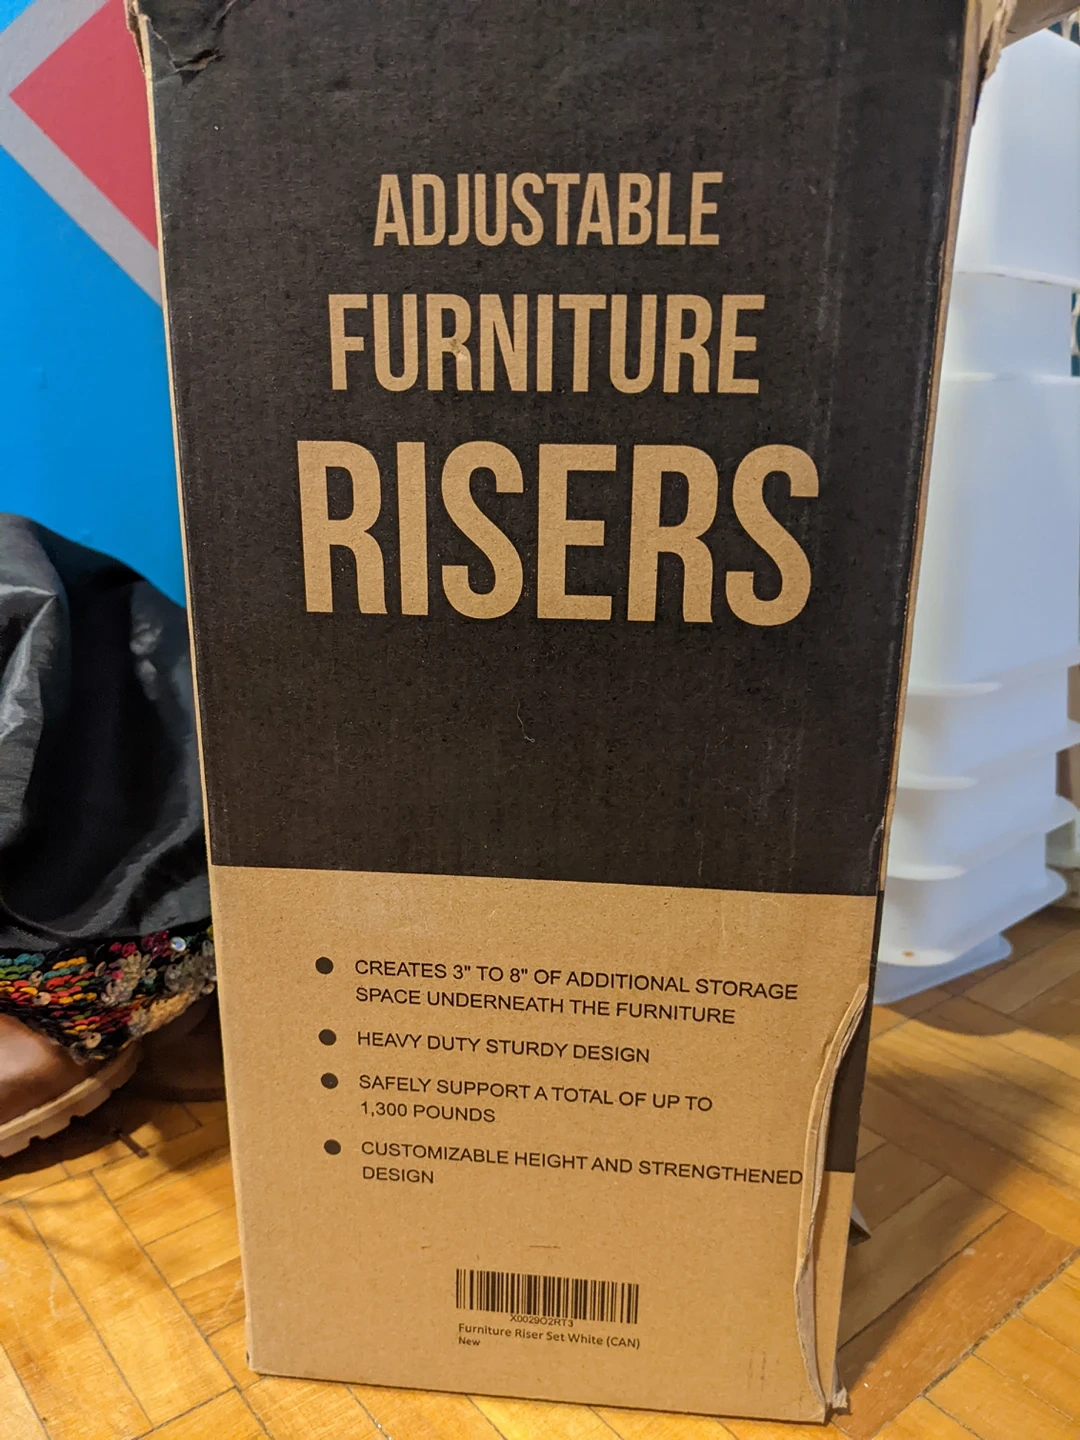 ADJUSTABLE
FURNITURE
RISERS
● CREATES 3" TO 8" OF ADDITIONAL STORAGE
SPACE UNDERNEATH THE FURNITURE
● HEAVY DUTY STURDY DESIGN
● SAFELY SUPPORT A TOTAL OF UP TO
1,300 POUNDS
● CUSTOMIZABLE HEIGHT AND STRENGTHENED
DESIGN
X0029O2RT3
Furniture Riser Set White (CAN)
New